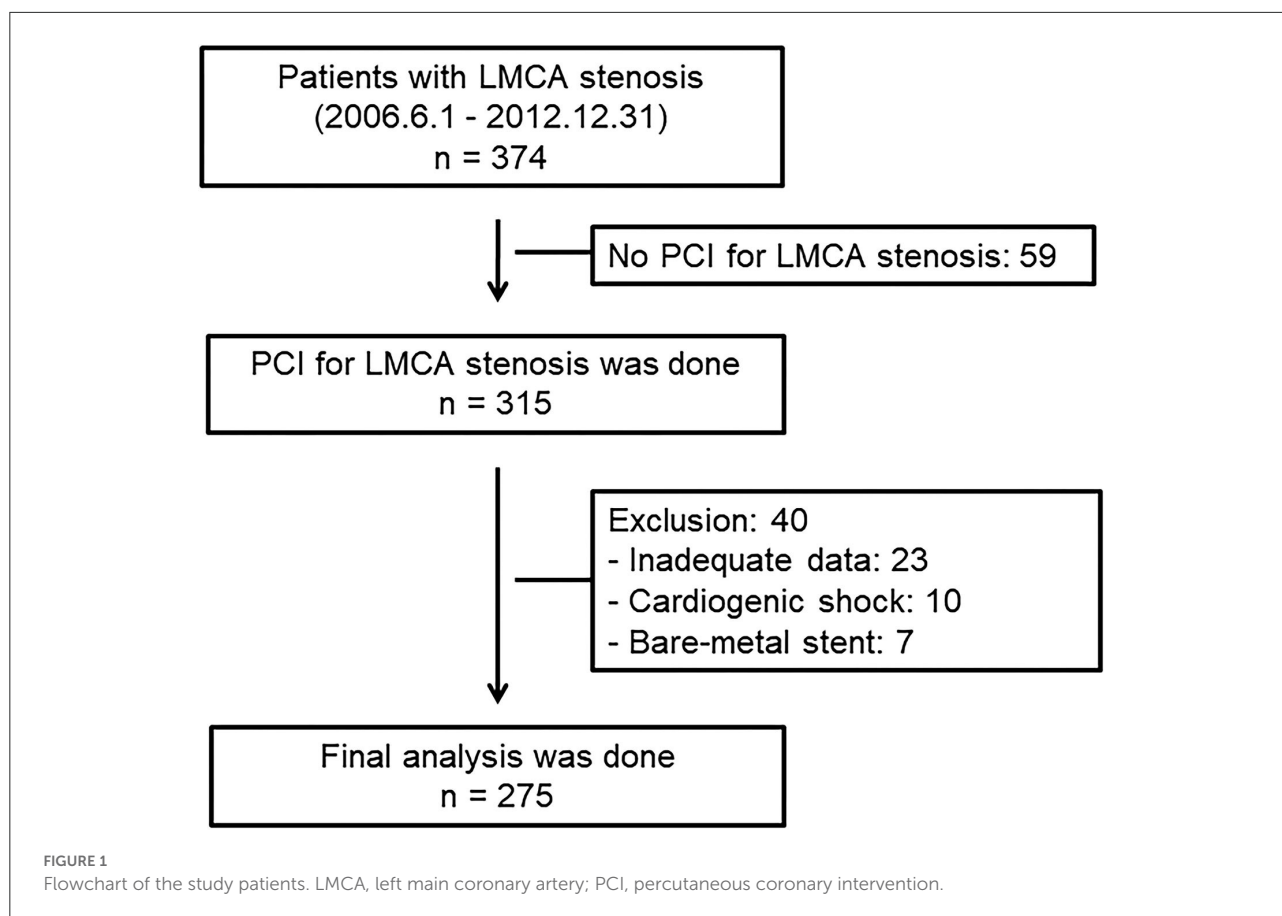 Patients with LMCA stenosis
(2006.6.1 - 2012.12.31)
n = 374
No PCI for LMCA stenosis: 59
PCI for LMCA stenosis was done
n = 315
Exclusion: 40
- Inadequate data: 23
- Cardiogenic shock: 10
- Bare-metal stent: 7
Final analysis was done
n = 275
FIGURE 1
Flowchart of the study patients. LMCA, left main coronary artery; PCI, percutaneous coronary intervention.